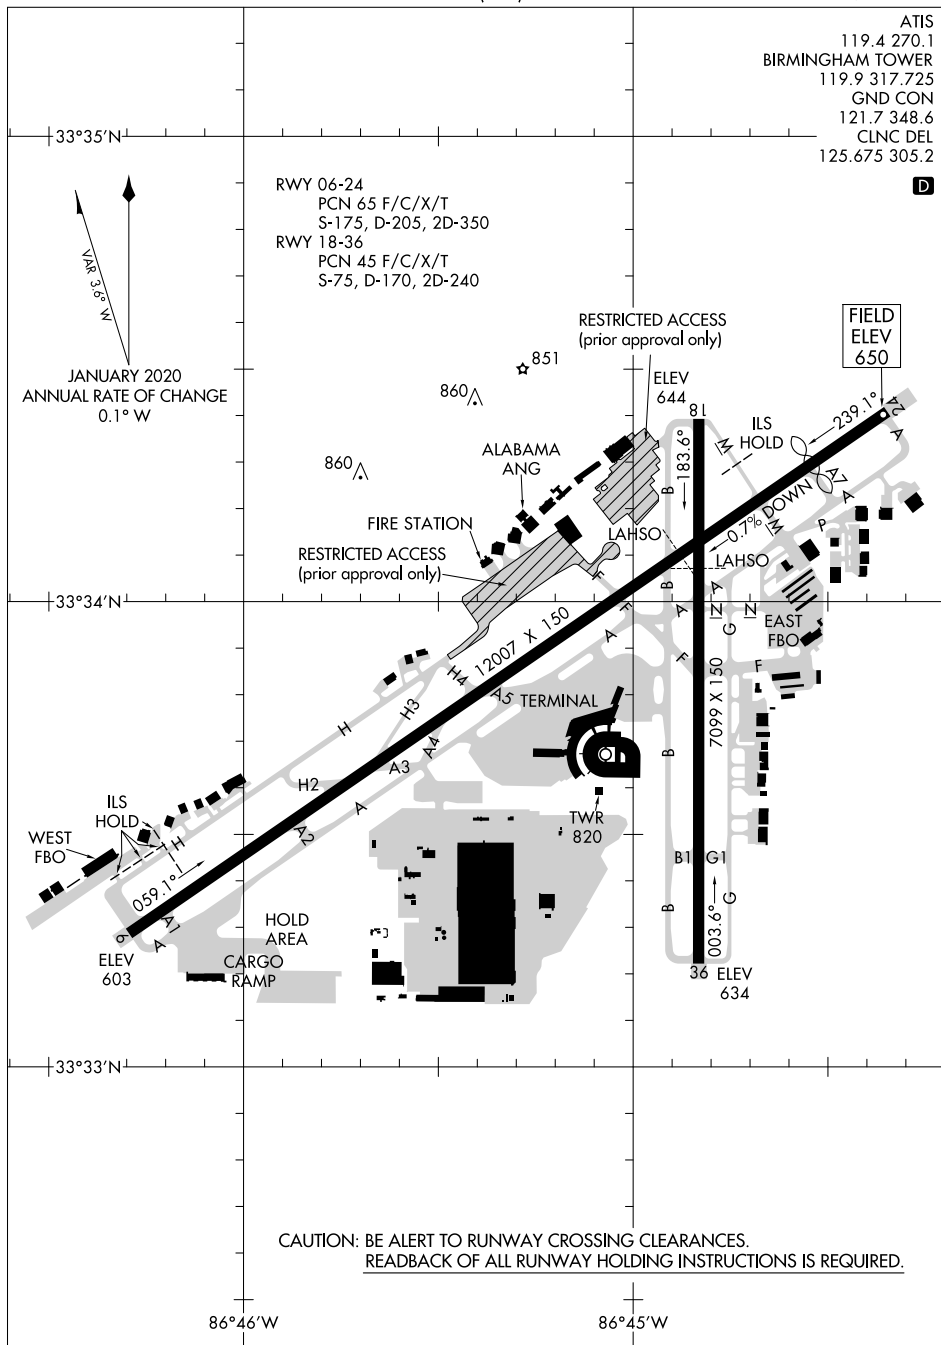 ATIS
119.4 270.1
BIRMINGHAM TOWER
119.9 317.725
GND CON
121.7 348.6
CLNC DEL
125.675 305.2
D
33°35'N
RWY 06-24
PCN 65 F/C/X/T
S-175, D-205, 2D-350
RWY 18-36
PCN 45 F/C/X/T
S-75, D-170, 2D-240
VAR 3.6° W
JANUARY 2020
ANNUAL RATE OF CHANGE
0.1° W
RESTRICTED ACCESS
(prior approval only)
FIELD
ELEV
650
851
860
ELEV
644
18
183.6°
ILS
HOLD
239.1°
24
A
M
860
ALABAMA
ANG
B
A7
A
0.7% DOWN
M
P
FIRE STATION
LAHSO
LAHSO
RESTRICTED ACCESS
(prior approval only)
33°34'N
F
F
A
B
A
A
N
N
G
EAST
FBO
12007 X 150
F
F
H4
A5
TERMINAL
7099 X 150
H3
H
A4
A3
B
H2
A
A2
TWR
820
ILS
HOLD
H
WEST
FBO
B1
G1
059.1°
A1
A
6
ELEV
603
HOLD
AREA
CARGO
RAMP
B
003.6°
G
36
ELEV
634
33°33'N
CAUTION: BE ALERT TO RUNWAY CROSSING CLEARANCES.
READBACK OF ALL RUNWAY HOLDING INSTRUCTIONS IS REQUIRED.
86°46'W
86°45'W